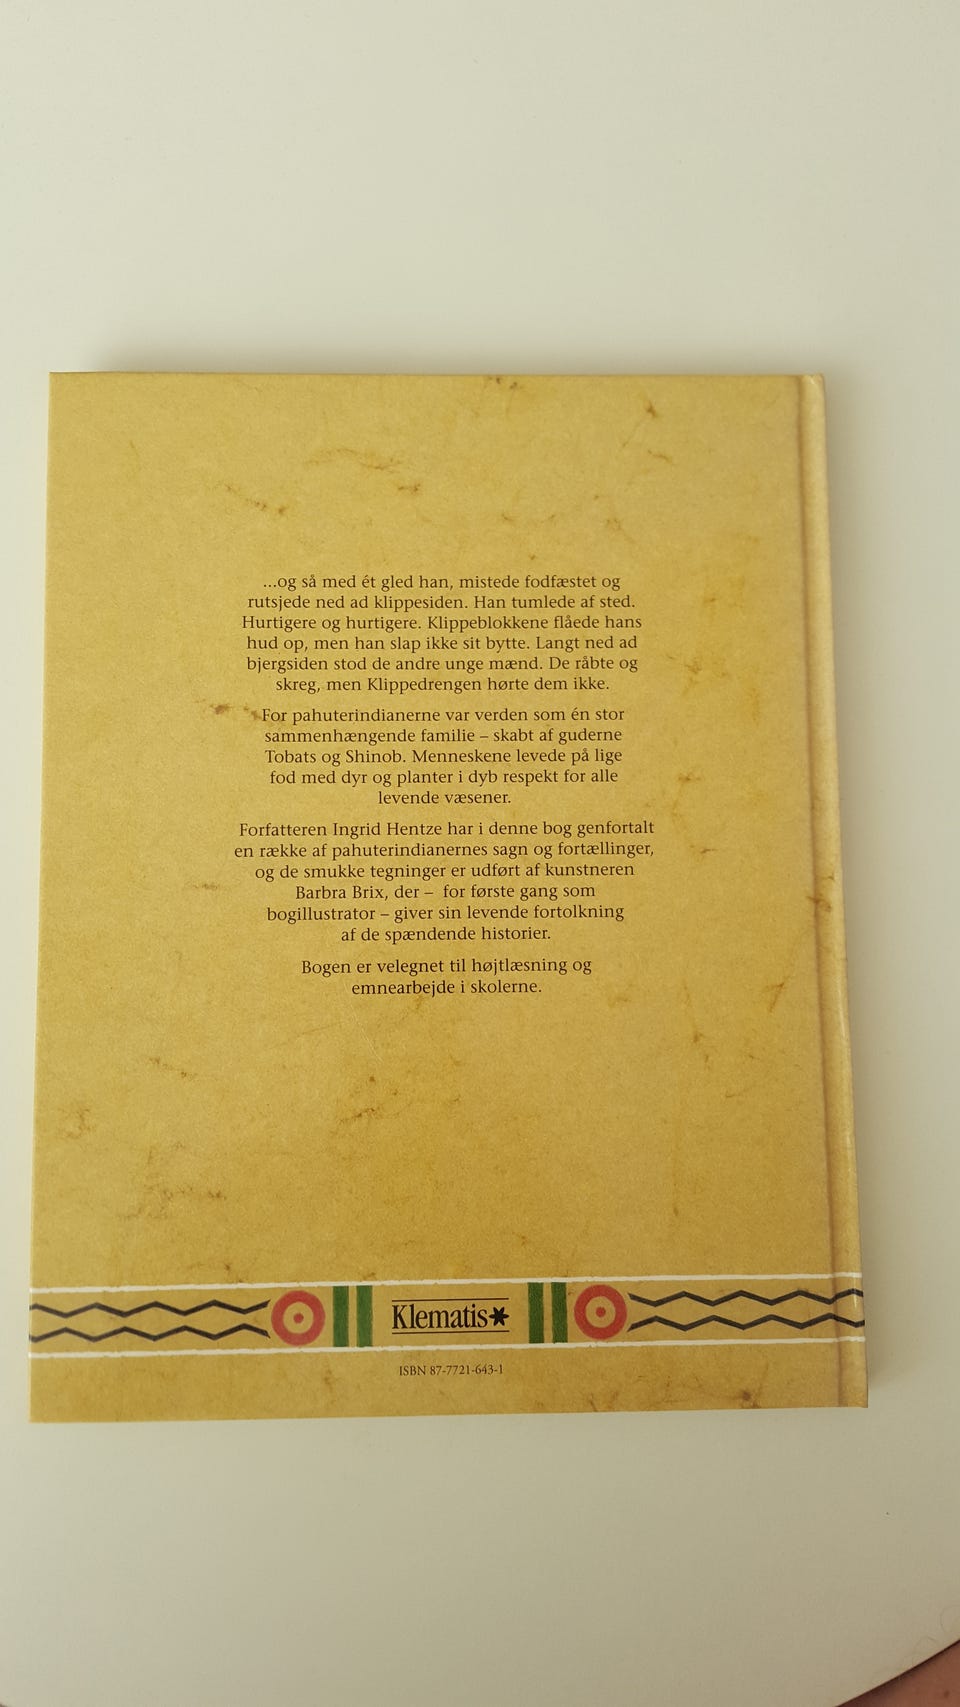 ...og så med ét gled han, mistede fodfæstet og
rutsjede ned ad klippesiden. Han tumlede af sted.
Hurtigere og hurtigere. Klippeblokkene flåede hans
hud op, men han slap ikke sit bytte. Langt ned ad
bjergsiden stod de andre unge mænd. De råbte og
skreg, men Klippedrengen hørte dem ikke.
For pahuterindianerne var verden som én stor
sammenhængende familie – skabt af guderne
Tobats og Shinob. Menneskene levede på lige
fod med dyr og planter i dyb respekt for alle
levende væsener.
Forfatteren Ingrid Hentze har i denne bog genfortalt
en række af pahuterindianernes sagn og fortællinger,
og de smukke tegninger er udført af kunstneren
Barbra Brix, der – for første gang som
bogillustrator – giver sin levende fortolkning
af de spændende historier.
Bogen er velegnet til højtlæsning og
emnearbejde i skolerne.
Klematis*
ISBN 87-7721-643-1